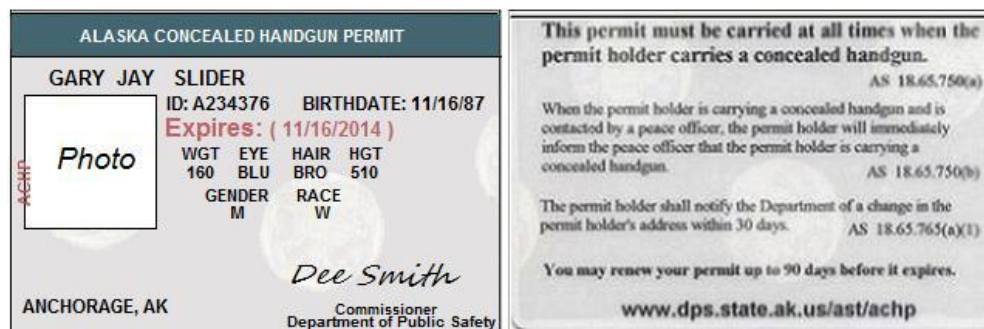 ALASKA CONCEALED HANDGUN PERMIT
GARY JAY SLIDER
ID: A234376 BIRTHDATE: 11/16/87
Expires: ( 11/16/2014 )
WGT EYE HAIR HGT
160 BLU BRO 510
GENDER RACE
M W
Photo
ACHP
Dee Smith
ANCHORAGE, AK
Commissioner
Department of Public Safety
This permit must be carried at all times when the
permit holder carries a concealed handgun.
AS 18.65.750(a)
When the permit holder is carrying a concealed handgun and is
contacted by a peace officer, the permit holder will immediately
inform the peace officer that the permit holder is carrying a
concealed handgun. AS 18.65.750(b)
The permit holder shall notify the Department of a change in the
permit holder's address within 30 days. AS 18.65.765(a)(1)
You may renew your permit up to 90 days before it expires.
www.dps.state.ak.us/ast/achp